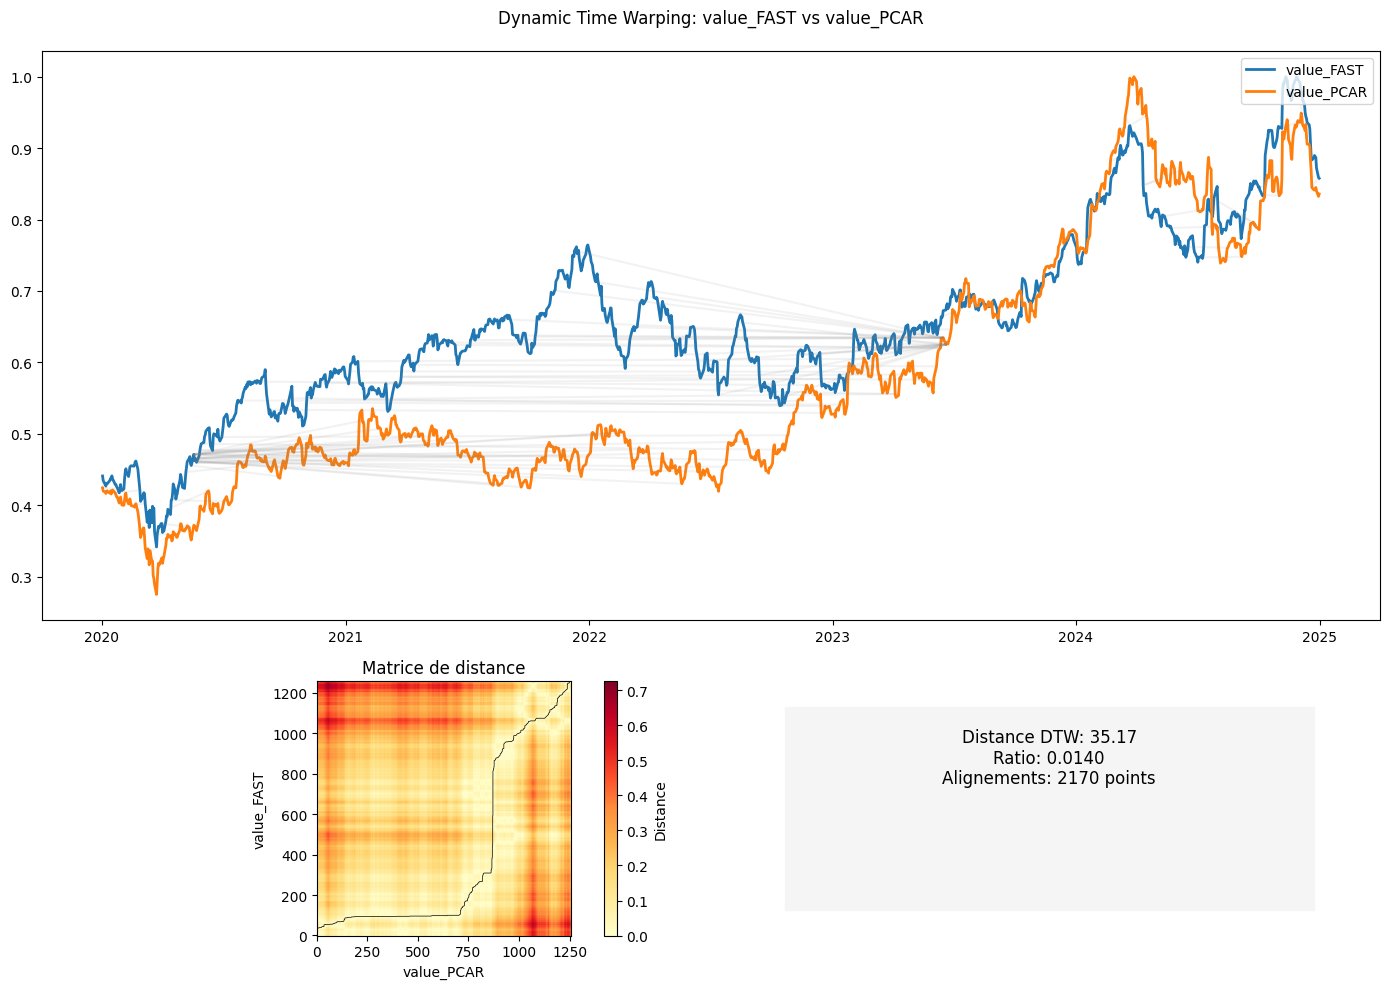 Dynamic Time Warping: value_FAST vs value_PCAR
value_FAST
value_PCAR
1.0
0.9
0.8
0.7
0.6
0.5
0.4
0.3
2020 2021 2022 2023 2024 2025
Matrice de distance
1200
1000
800
600
400
200
0
value_FAST
0 250 500 750 1000 1250
value_PCAR
0.7
0.6
0.5
0.4
0.3
0.2
0.1
0.0
Distance
Distance DTW: 35.17
Ratio: 0.0140
Alignements: 2170 points